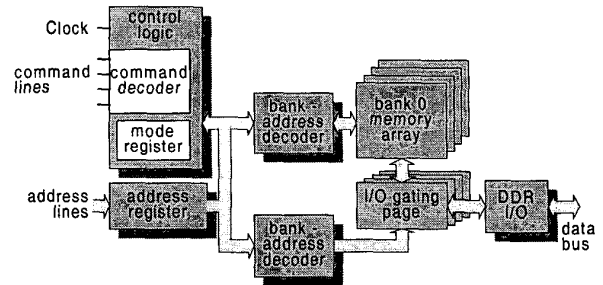 Clock
control
logic
command
lines
command
decoder
mode
register
address
lines
address
register
bank -
address
decoder
bank 0
memory
array
I/O gating
page
DDR
I/O
data
bus
bank -
address
decoder